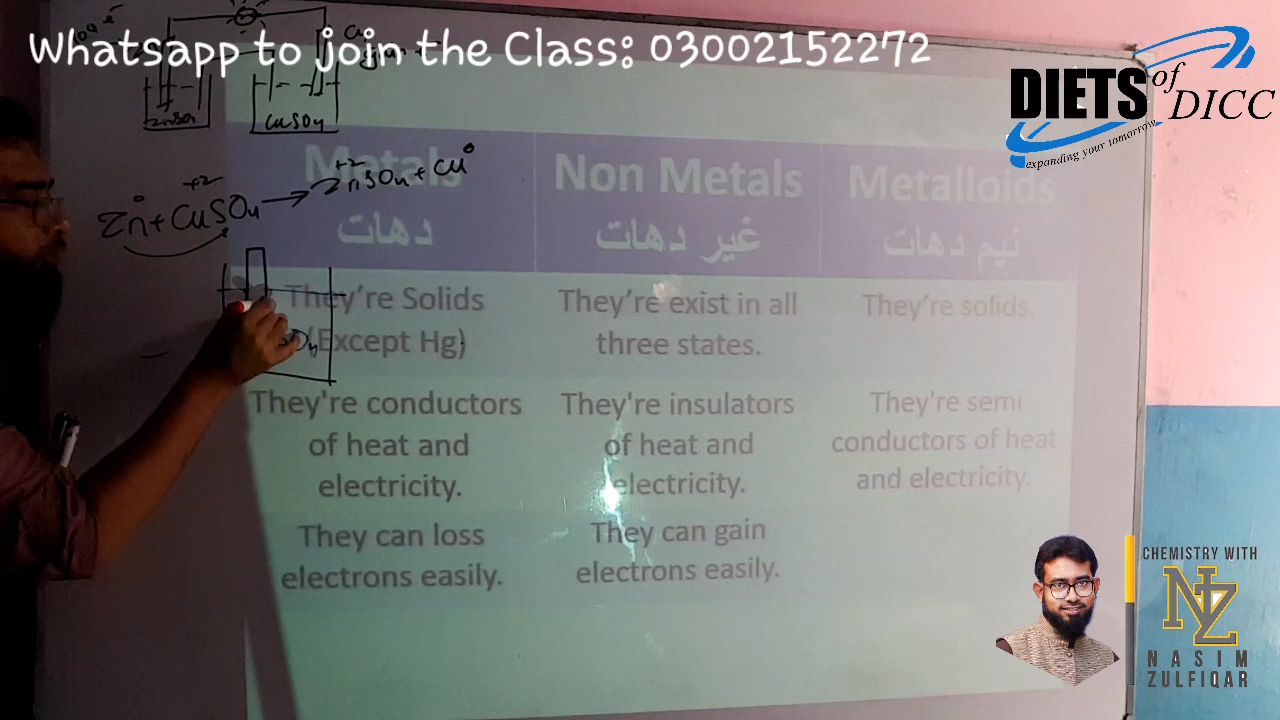 Whatsapp to join the Class: 03002152272
DIETS of DICC
expanding your tomorrow
ZnSO4
CuSO4
Zn° + CuSO4 → ZnSO4 + Cu°
+2
+2
Metals
Non Metals
Metalloids
دھات
غیر دھات
نیم دھات
They're Solids
(Except Hg)
They're exist in all
three states.
They're solids.
They're conductors
of heat and
electricity.
They're insulators
of heat and
electricity.
They're semi
conductors of heat
and electricity.
They can loss
electrons easily.
They can gain
electrons easily.
CHEMISTRY WITH
NZ
NASIM
ZULFIQAR